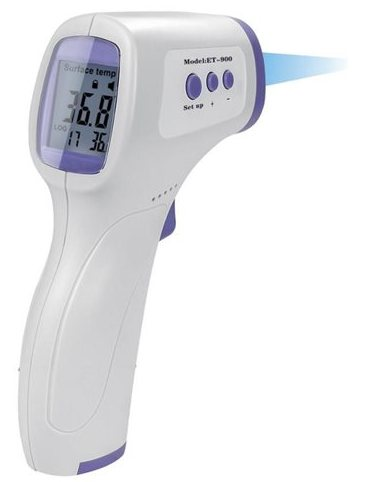 Model:ET-900
Surface temp
36.8
LOG
17 36.
Set up + -